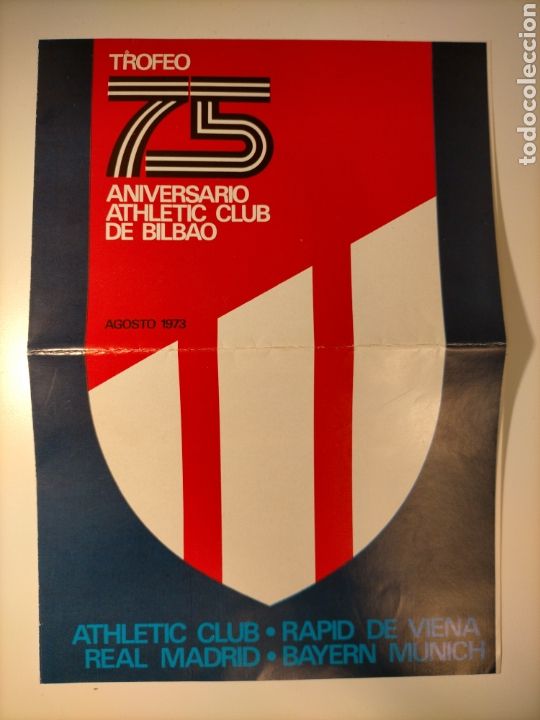 TROFEO
75
ANIVERSARIO
ATHLETIC CLUB
DE BILBAO
AGOSTO 1973
ATHLETIC CLUB • RAPID DE VIENA
REAL MADRID • BAYERN MUNICH
todocoleccion